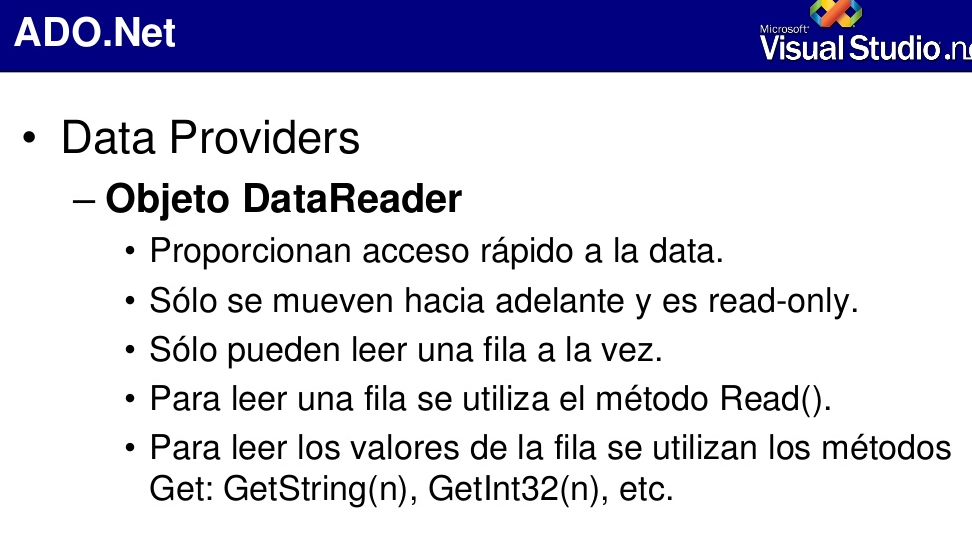 ADO.Net
Microsoft
Visual Studio.n
• Data Providers
– Objeto DataReader
• Proporcionan acceso rápido a la data.
• Sólo se mueven hacia adelante y es read-only.
• Sólo pueden leer una fila a la vez.
• Para leer una fila se utiliza el método Read().
• Para leer los valores de la fila se utilizan los métodos
Get: GetString(n), GetInt32(n), etc.